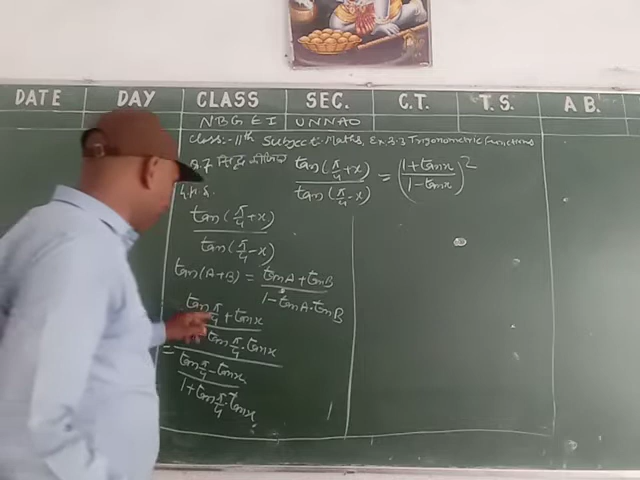 DATE DAY CLASS SEC. C.T. T.S. A B.
NBGEI UNNAO
Class:- 11th Subject:- Maths, Ex 3.3 Trigonometric Functions
Q.7 सिद्ध कीजिए tan(π/4+x) / tan(π/4-x) = ((1+tanx)/(1-tanx))^2
L.H.S.
tan(π/4+x)
tan(π/4-x)
tan(A+B) = (tanA+tanB)/(1-tanA.tanB)
tan π/4 + tanx
tan π/4 . tanx
=
tan π/4 - tanx
1+tan π/4 . tanx